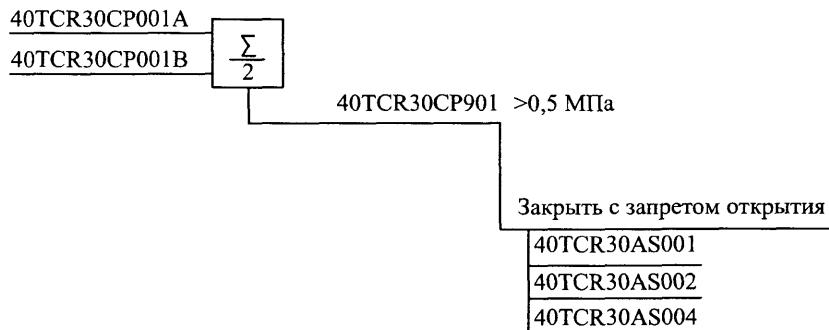 40TCR30CP001A
40TCR30CP001B
Σ
2
40TCR30CP901 >0,5 МПа
Закрыть с запретом открытия
40TCR30AS001
40TCR30AS002
40TCR30AS004